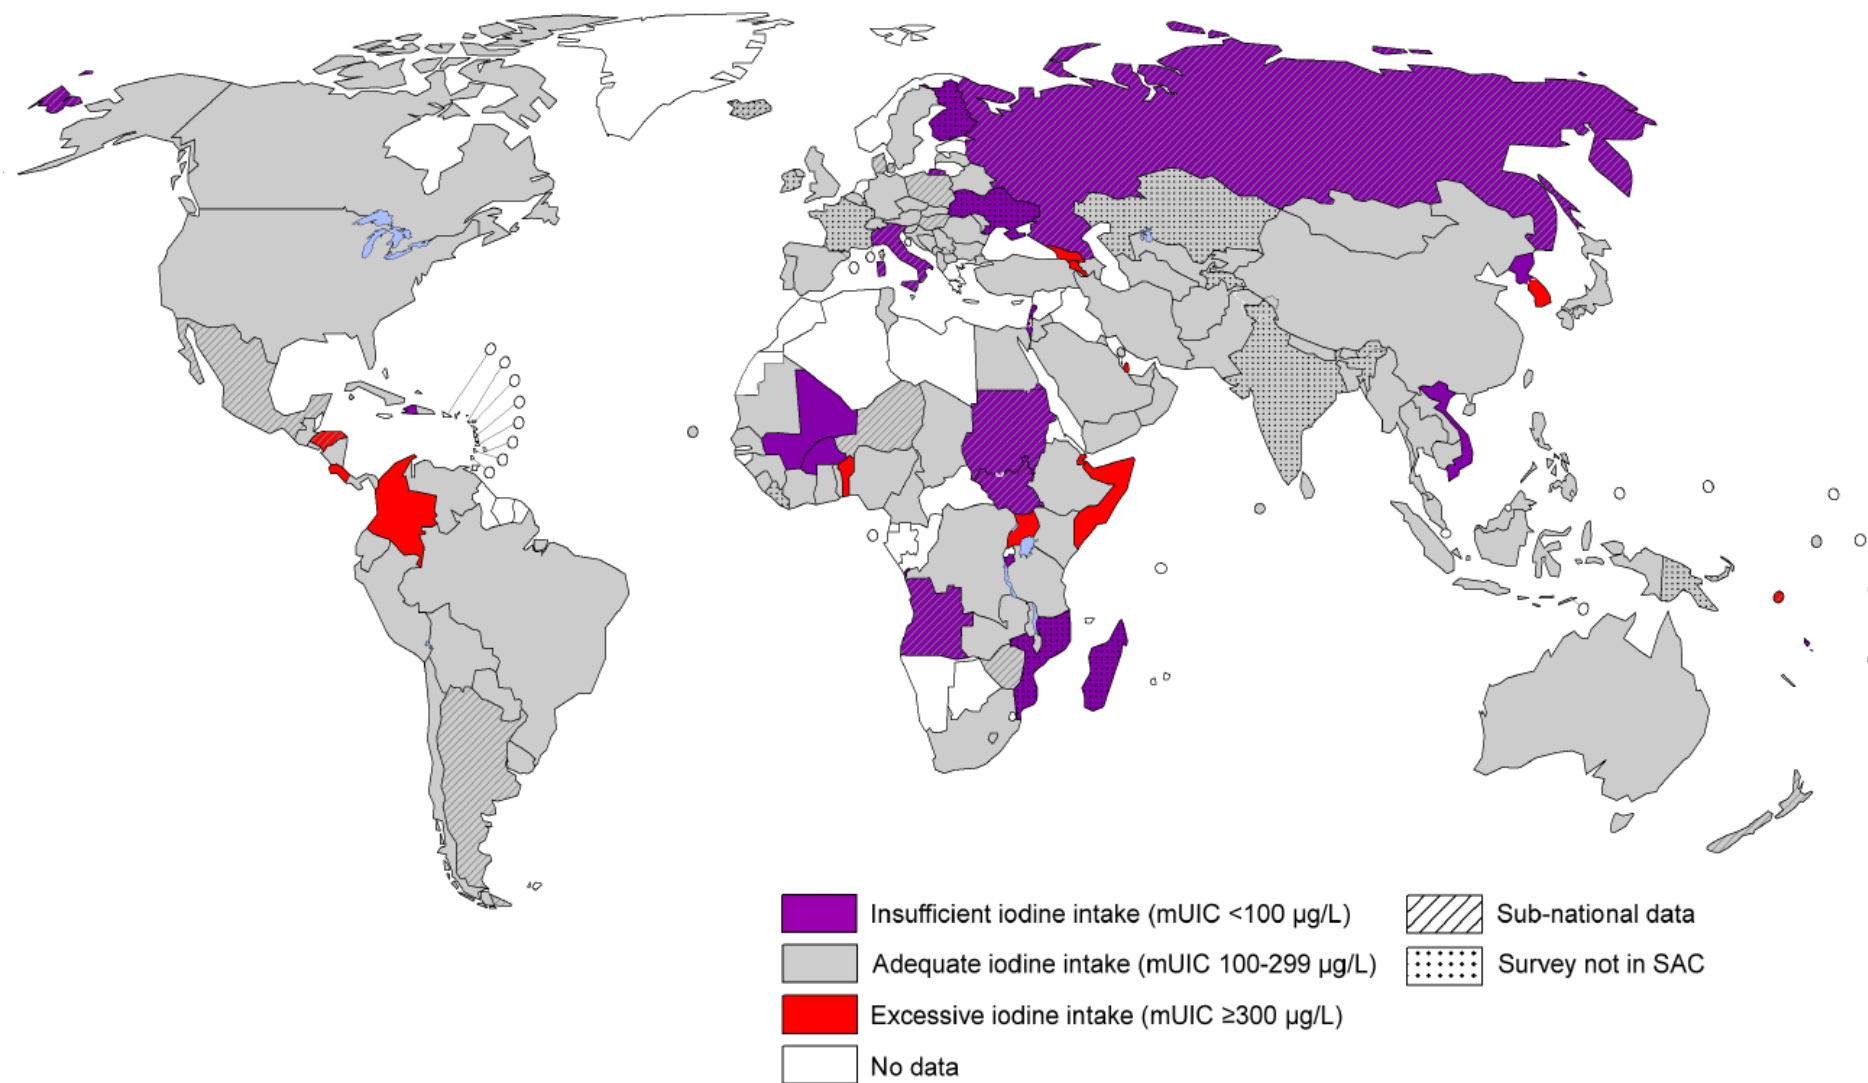 Insufficient iodine intake (mUIC <100 µg/L)
Adequate iodine intake (mUIC 100-299 µg/L)
Excessive iodine intake (mUIC ≥300 µg/L)
No data
Sub-national data
Survey not in SAC